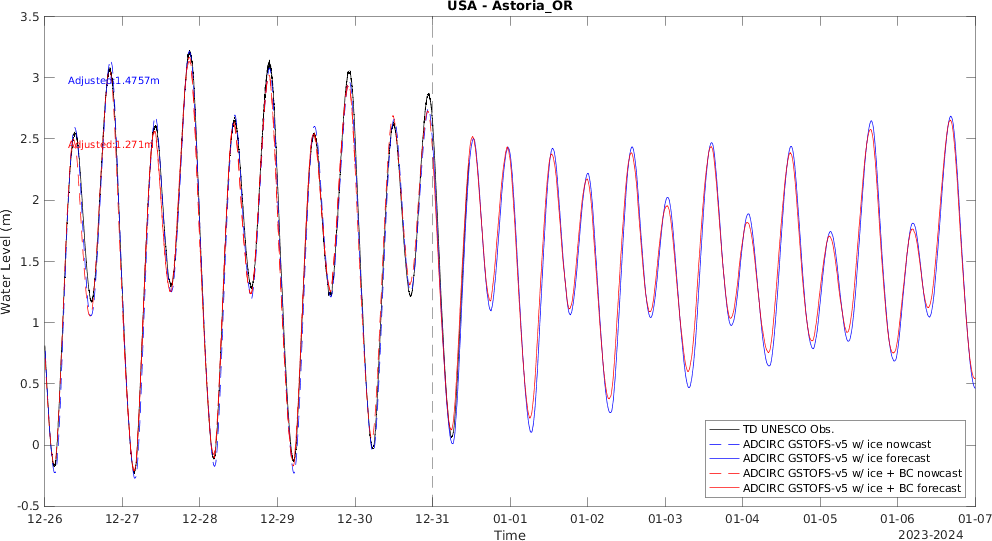 USA - Astoria_OR
3.5
3
2.5
2
1.5
1
0.5
0
-0.5
Water Level (m)
Adjusted:1.4757m
Adjusted:1.271m
TD UNESCO Obs.
ADCIRC GSTOFS-v5 w/ ice nowcast
ADCIRC GSTOFS-v5 w/ ice forecast
ADCIRC GSTOFS-v5 w/ ice + BC nowcast
ADCIRC GSTOFS-v5 w/ ice + BC forecast
12-26 12-27 12-28 12-29 12-30 12-31 01-01 01-02 01-03 01-04 01-05 01-06 01-07
Time
2023-2024